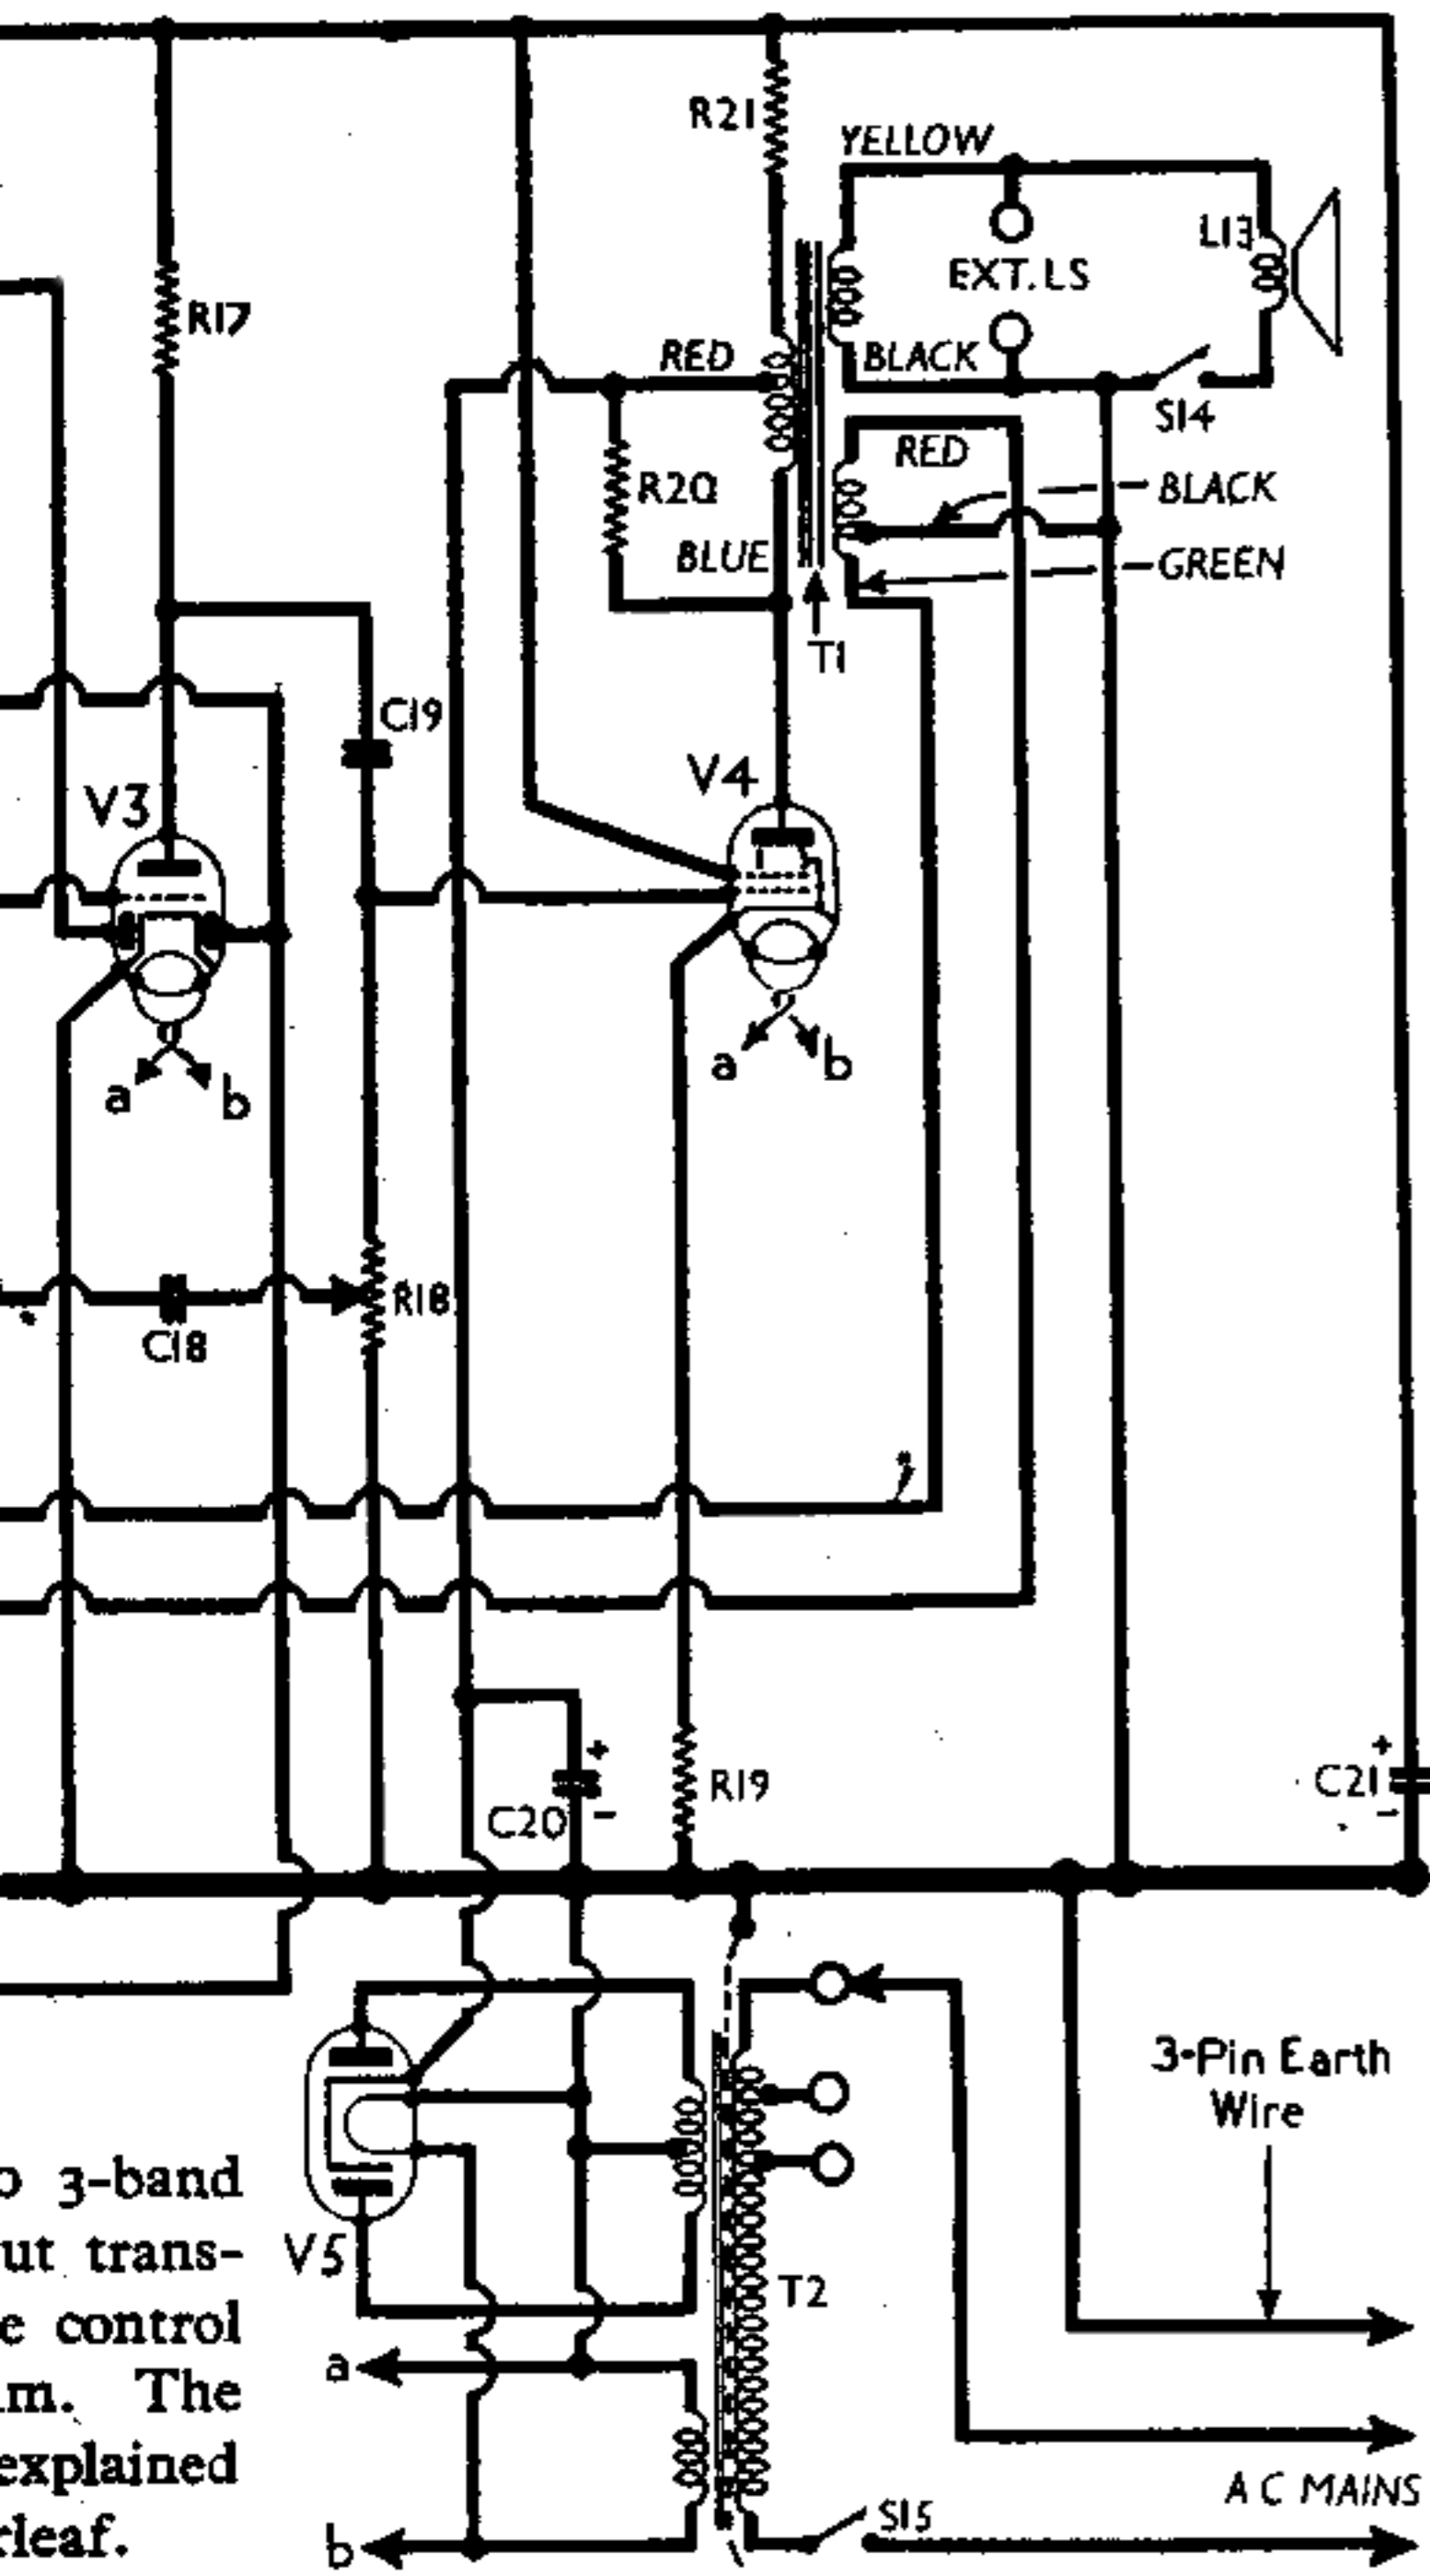 R21
YELLOW
L13
EXT. LS
R17
RED
BLACK
S14
RED
R20
BLACK
BLUE
GREEN
T1
C19
V3
V4
a
b
a
b
R18
C18
+
R19
C20
-
+
C21
-
3-Pin Earth
Wire
3-band
trans-
V5
T2
control
a
The
explained
A C MAINS
S15
b